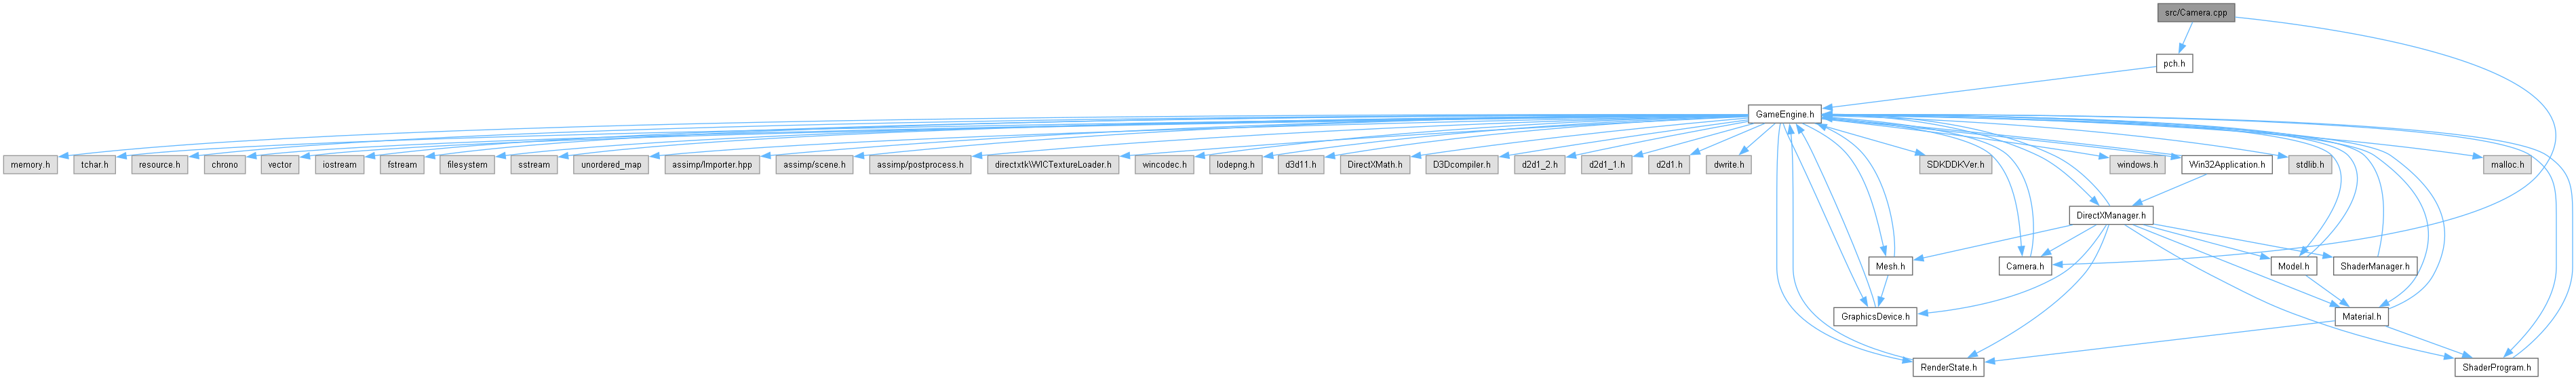 src/Camera.cpp
pch.h
GameEngine.h
memory.h
tchar.h
resource.h
chrono
vector
iostream
fstream
filesystem
sstream
unordered_map
assimp/Importer.hpp
assimp/scene.h
assimp/postprocess.h
directxtk\WICTextureLoader.h
wincodec.h
lodepng.h
d3d11.h
DirectXMath.h
D3Dcompiler.h
d2d1_2.h
d2d1_1.h
d2d1.h
dwrite.h
SDKDDKVer.h
windows.h
Win32Application.h
stdlib.h
malloc.h
DirectXManager.h
Mesh.h
Camera.h
Model.h
ShaderManager.h
GraphicsDevice.h
Material.h
RenderState.h
ShaderProgram.h